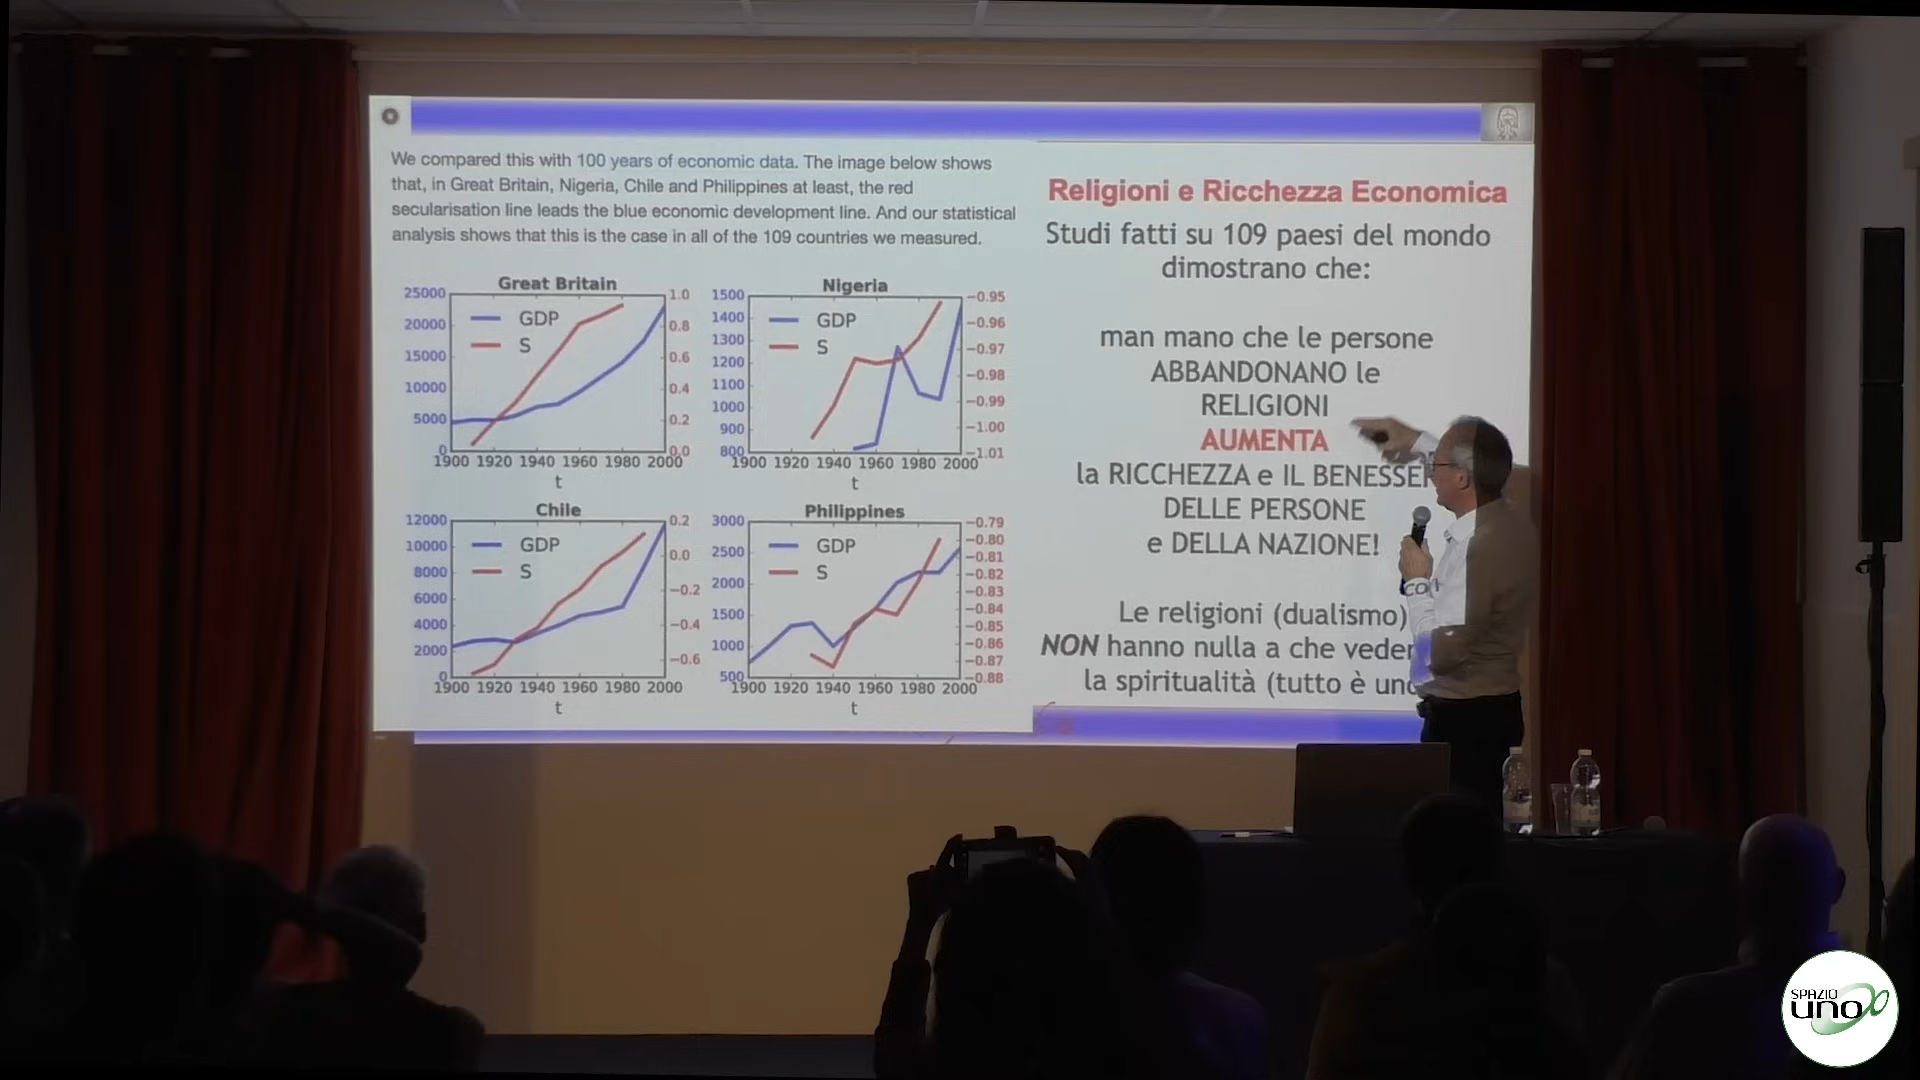 We compared this with 100 years of economic data. The image below shows
that, in Great Britain, Nigeria, Chile and Philippines at least, the red
secularisation line leads the blue economic development line. And our statistical
analysis shows that this is the case in all of the 109 countries we measured.
Great Britain
25000
20000
15000
10000
5000
0
1.0
0.8
0.6
0.4
0.2
0.0
GDP
S
1900 1920 1940 1960 1980 2000
t
Nigeria
1500
1400
1300
1200
1100
1000
900
800
−0.95
−0.96
−0.97
−0.98
−0.99
−1.00
−1.01
GDP
S
1900 1920 1940 1960 1980 2000
t
Chile
12000
10000
8000
6000
4000
2000
0
0.2
0.0
−0.2
−0.4
−0.6
GDP
S
1900 1920 1940 1960 1980 2000
t
Philippines
3000
2500
2000
1500
1000
500
−0.79
−0.80
−0.81
−0.82
−0.83
−0.84
−0.85
−0.86
−0.87
−0.88
GDP
S
1900 1920 1940 1960 1980 2000
t
Religioni e Ricchezza Economica
Studi fatti su 109 paesi del mondo
dimostrano che:
man mano che le persone
ABBANDONANO le
RELIGIONI
AUMENTA
la RICCHEZZA e IL
DELLE PERSONE
e DELLA NAZIONE!
Le religioni (dualismo)
NON hanno nulla a che
la spiritualità (tutto è
SPAZIO
uno